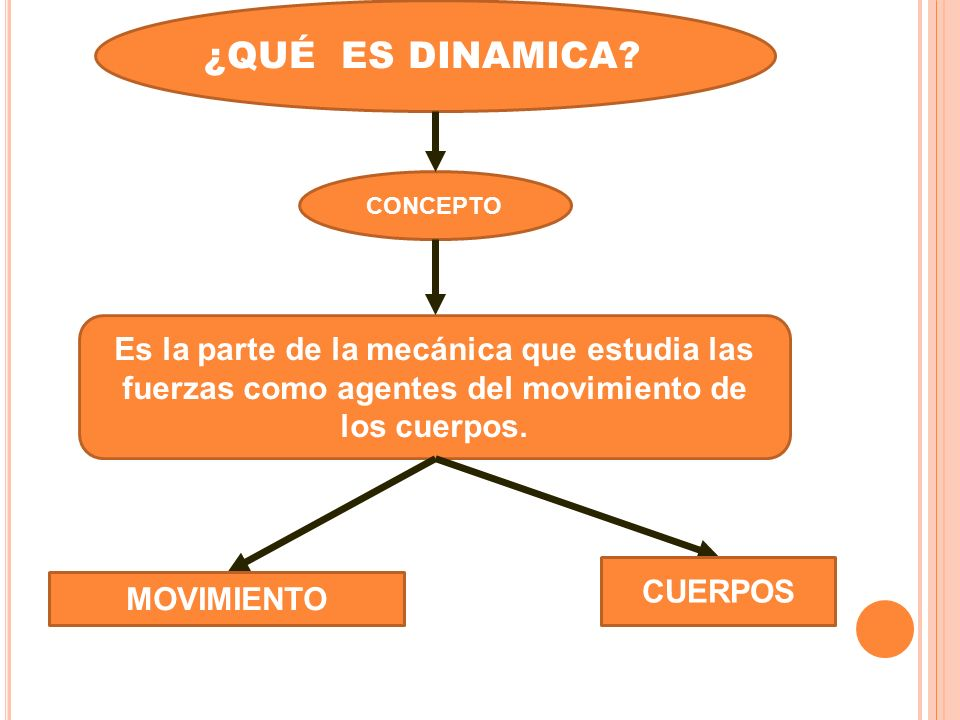 ¿QUÉ ES DINAMICA?
CONCEPTO
Es la parte de la mecánica que estudia las
fuerzas como agentes del movimiento de
los cuerpos.
MOVIMIENTO
CUERPOS